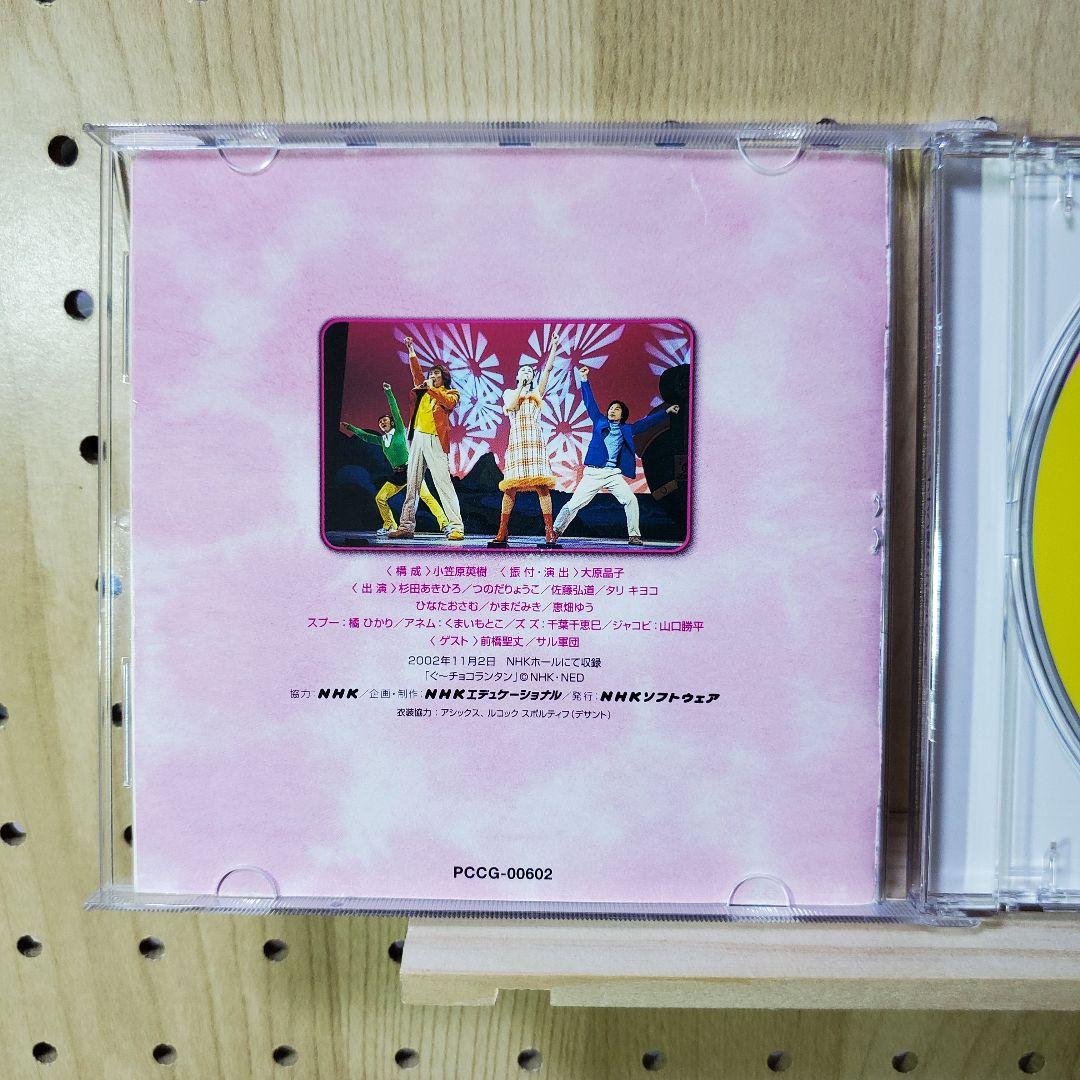 〈 構 成 〉小笠原英樹 〈 振 付・演 出 〉大原晶子
〈 出 演 〉杉田あきひろ／つのだりょうこ／佐藤弘道／タリ キヨコ
ひなたおさむ／かまだみき／恵畑ゆう
スプー：橘 ひかり／アネム：くまいもとこ／ズ ズ：千葉千恵巳／ジャコビ：山口勝平
〈 ゲスト 〉前橋聖丈／サル軍団
2002年11月2日 NHKホールにて収録
「ぐ～チョコランタン」©NHK・NED
協力：NHK／企画・制作：NHKエデュケーショナル／発行：NHKソフトウェア
衣装協力：アシックス、ルコック スポルティフ（デサント）
PCCG-00602